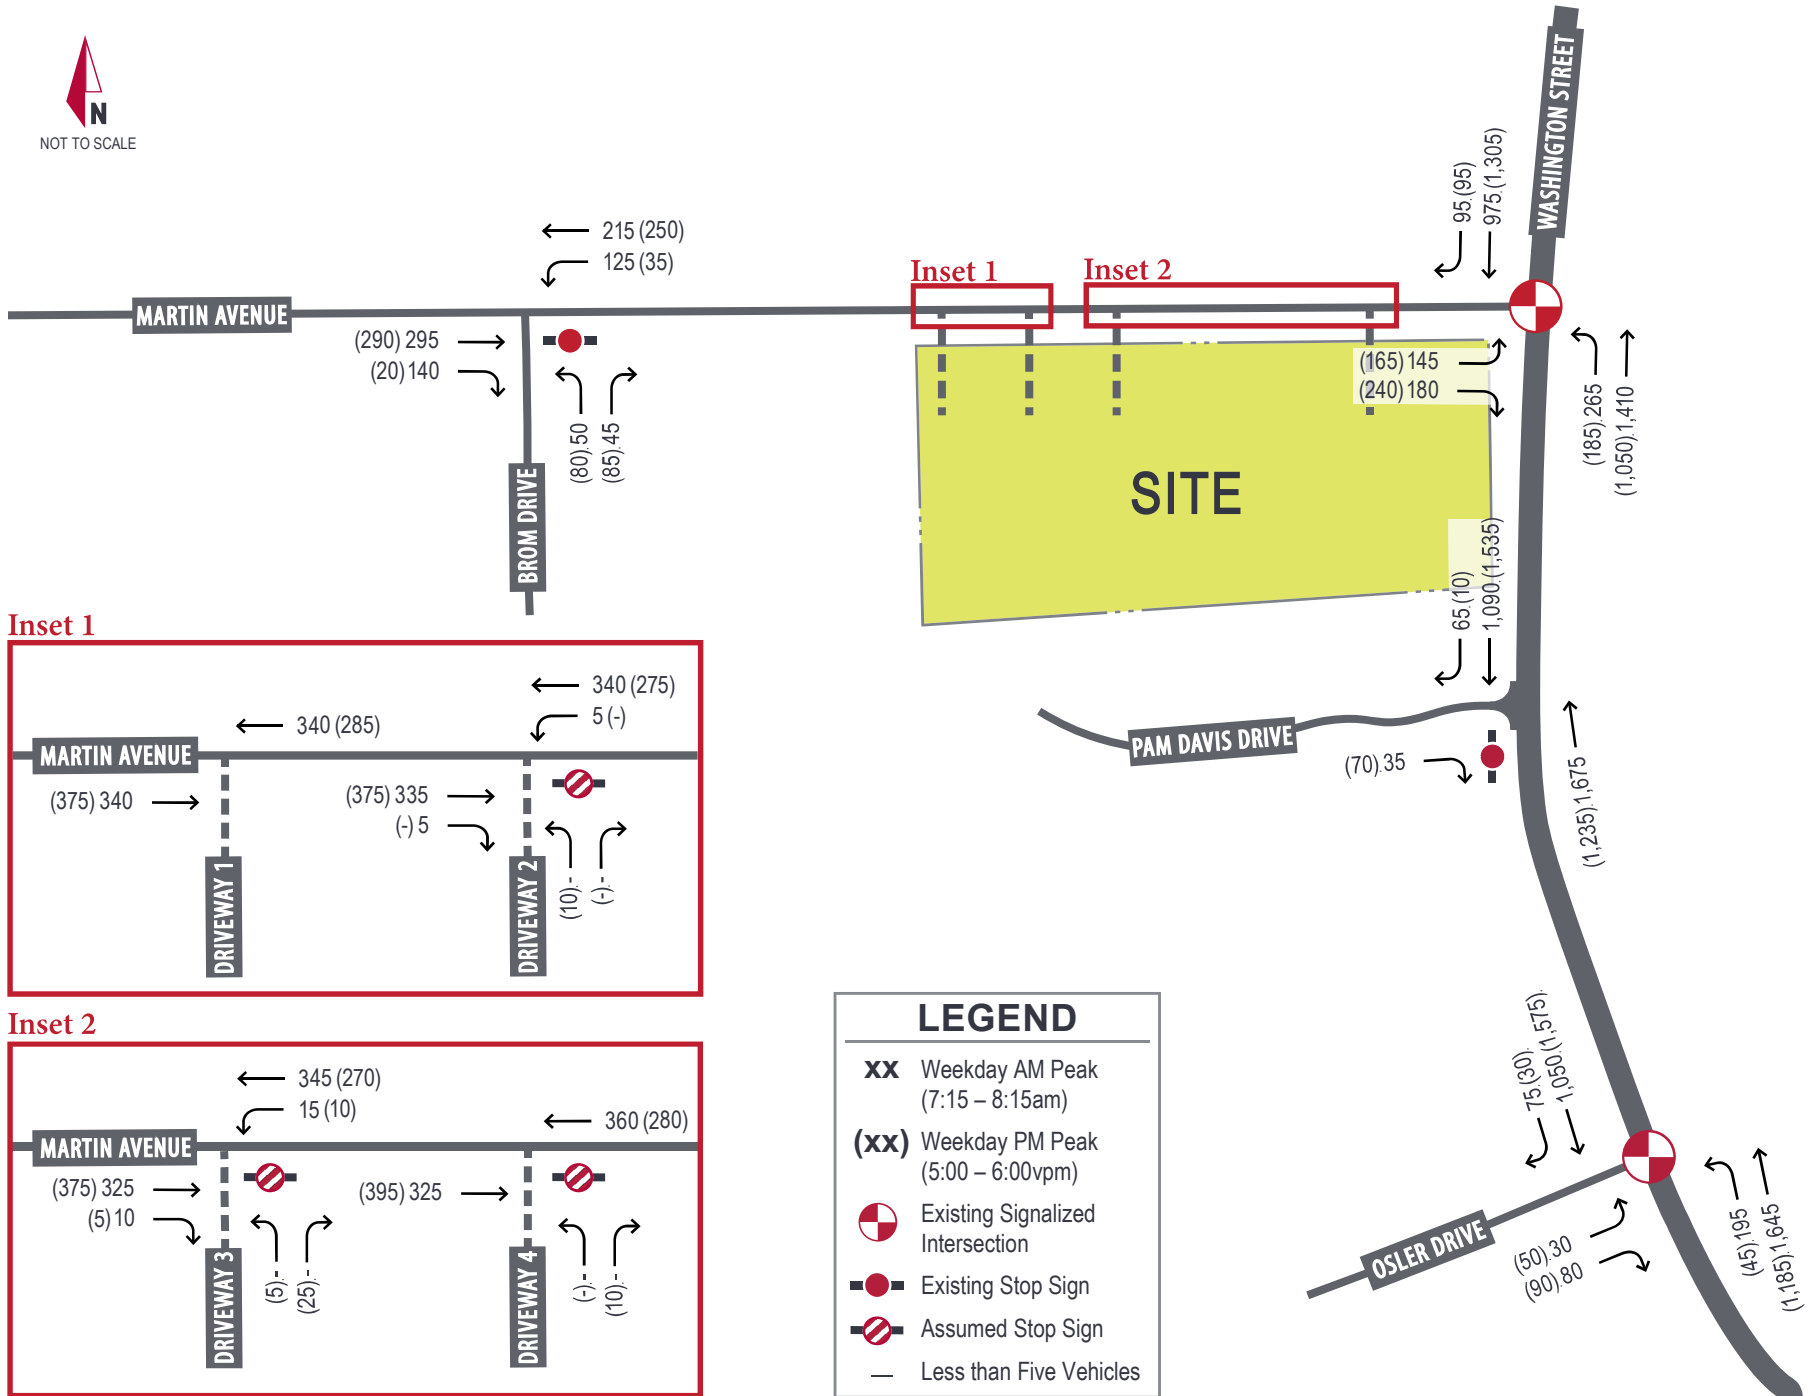 N
NOT TO SCALE
WASHINGTON STREET
95 (95)
975 (1,305)
215 (250)
125 (35)
Inset 1
Inset 2
MARTIN AVENUE
(290) 295
(20) 140
(165) 145
(240) 180
(185) 265
(1,050) 1,410
(80) 50
(85) 45
BROM DRIVE
SITE
65 (10)
1,090 (1,535)
PAM DAVIS DRIVE
(70) 35
(1,235) 1,675
Inset 1
340 (275)
5 (-)
340 (285)
MARTIN AVENUE
(375) 340
(375) 335
(-) 5
(10) -
(-) -
DRIVEWAY 1
DRIVEWAY 2
Inset 2
345 (270)
15 (10)
360 (280)
MARTIN AVENUE
(375) 325
(5) 10
(395) 325
(5) -
(25) -
(-) -
(10) -
DRIVEWAY 3
DRIVEWAY 4
LEGEND
xx Weekday AM Peak
(7:15 – 8:15am)
(xx) Weekday PM Peak
(5:00 – 6:00vpm)
Existing Signalized
Intersection
Existing Stop Sign
Assumed Stop Sign
— Less than Five Vehicles
75 (30)
1,050 (1,575)
OSLER DRIVE
(50) 30
(90) 80
(45) 195
(1,185) 1,645